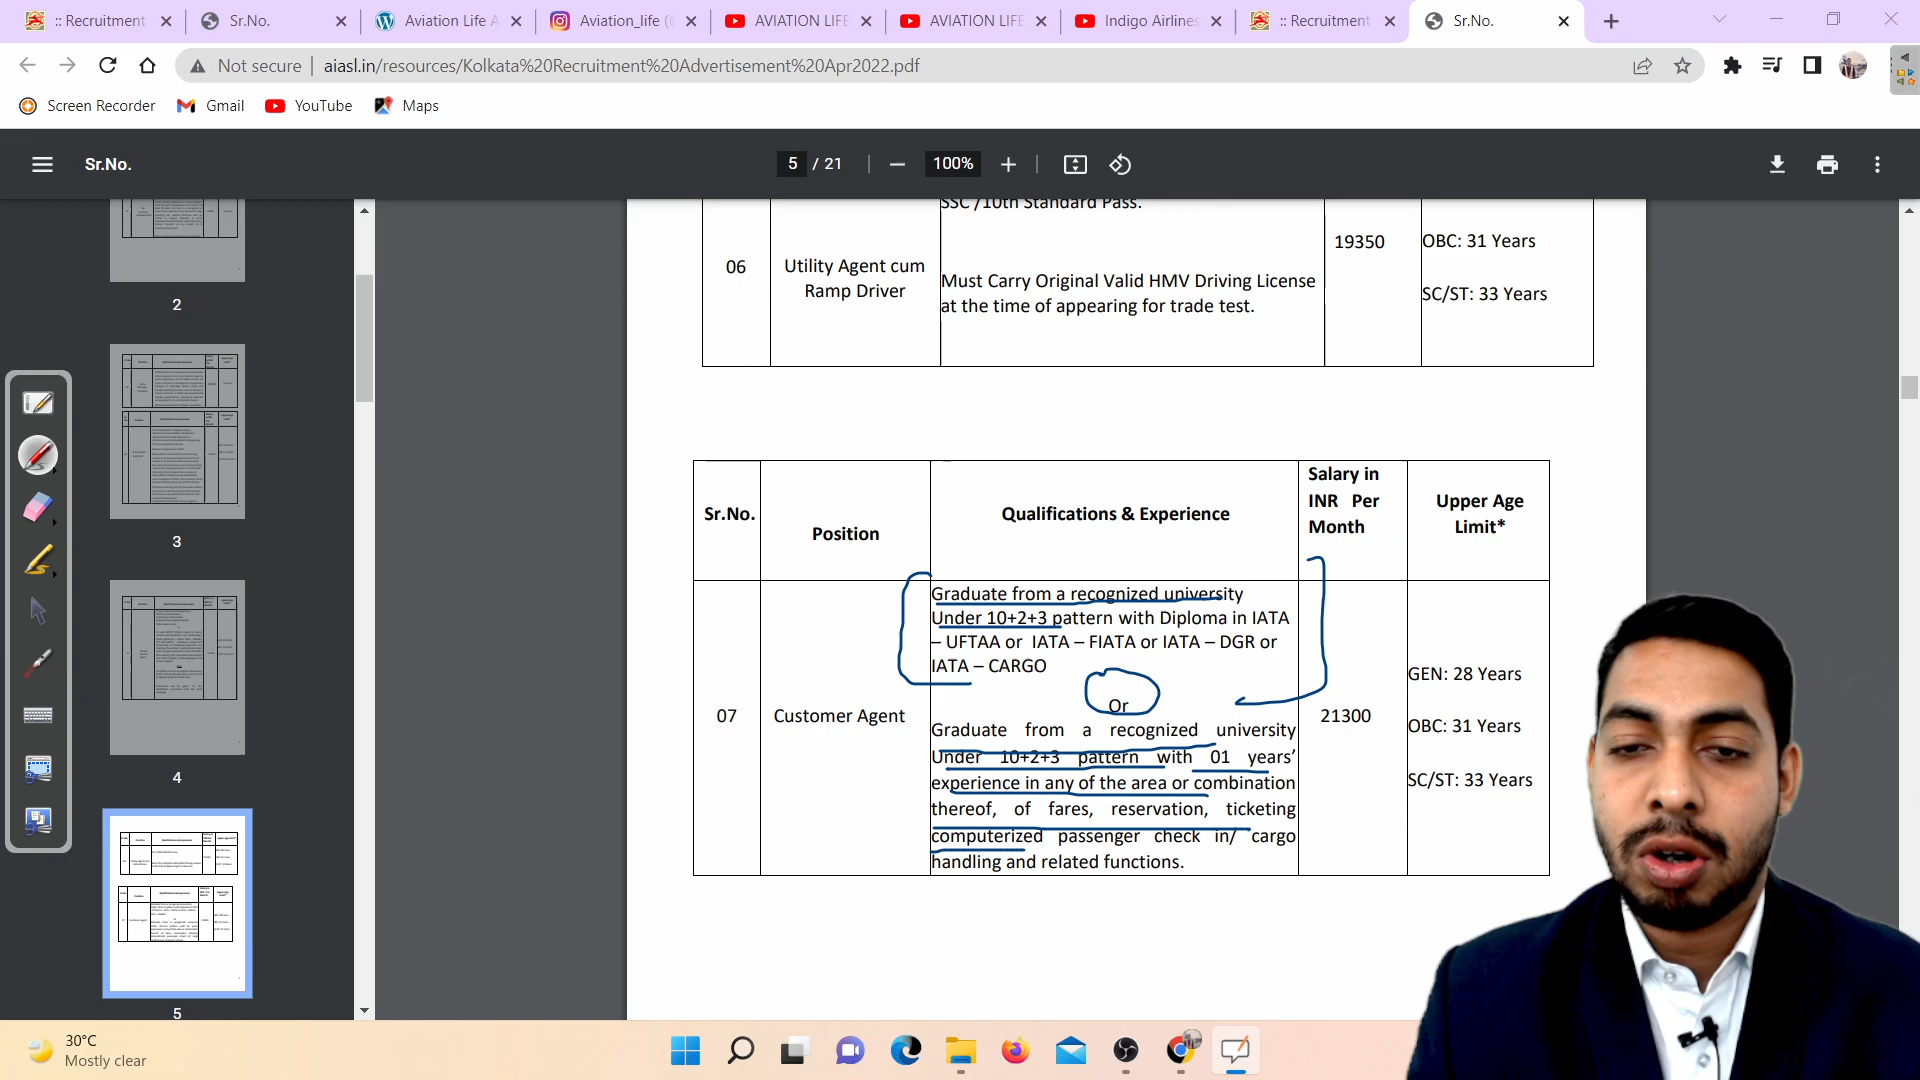 :: Recruitment
Sr.No.
Aviation Life A
Aviation_life (@
AVIATION LIFE
AVIATION LIFE
Indigo Airlines
:: Recruitment
Sr.No.
Not secure
aiasl.in/resources/Kolkata%20Recruitment%20Advertisement%20Apr2022.pdf
Screen Recorder
Gmail
YouTube
Maps
Sr.No.
5 / 21
100%
2
3
4
5
SSC /10th Standard Pass.
06
Utility Agent cum
Ramp Driver
Must Carry Original Valid HMV Driving License
at the time of appearing for trade test.
19350
OBC: 31 Years
SC/ST: 33 Years
Sr.No.
Position
Qualifications & Experience
Salary in
INR Per
Month
Upper Age
Limit*
07
Customer Agent
Graduate from a recognized university
Under 10+2+3 pattern with Diploma in IATA
– UFTAA or IATA – FIATA or IATA – DGR or
IATA – CARGO
Or
Graduate from a recognized university
Under 10+2+3 pattern with 01 years’
experience in any of the area or combination
thereof, of fares, reservation, ticketing
computerized passenger check in/ cargo
handling and related functions.
21300
GEN: 28 Years
OBC: 31 Years
SC/ST: 33 Years
30°C
Mostly clear